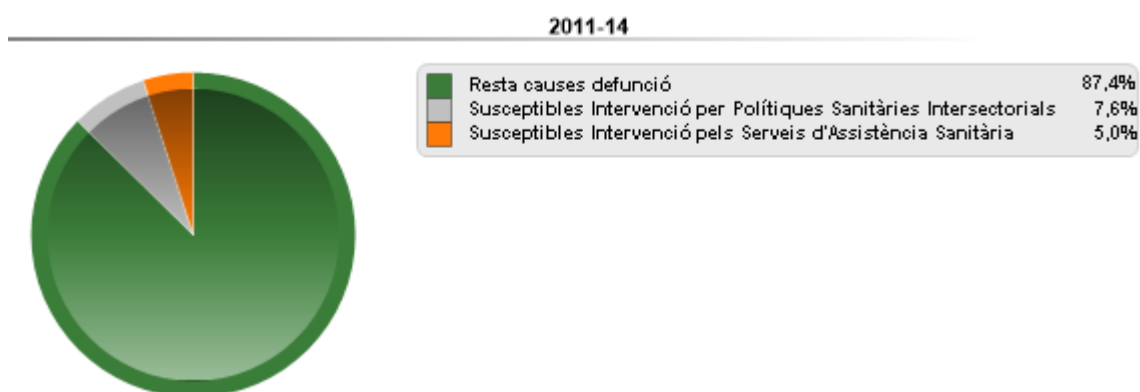 2011-14
Resta causes defunció 87,4%
Susceptibles Intervenció per Polítiques Sanitàries Intersectorials 7,6%
Susceptibles Intervenció pels Serveis d'Assistència Sanitària 5,0%